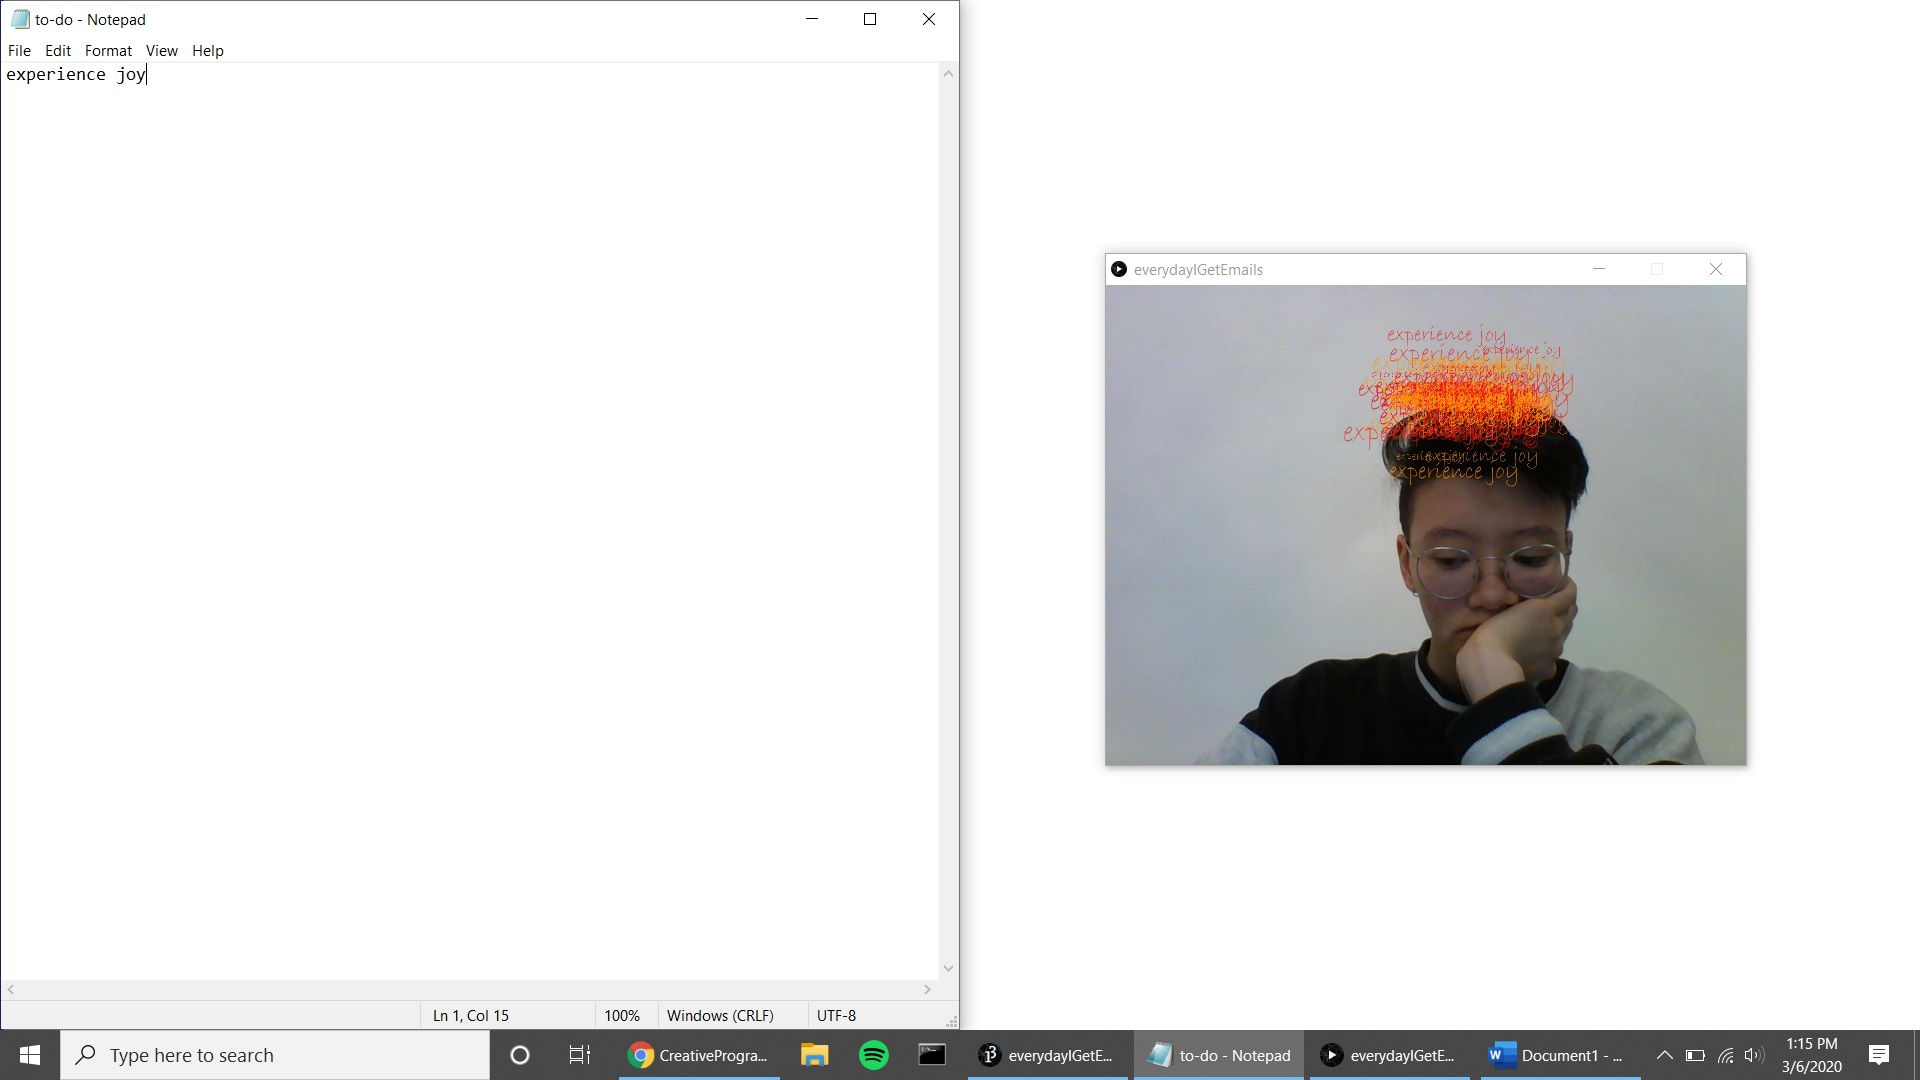 to-do - Notepad
File Edit Format View Help
experience joy
Ln 1, Col 15 100% Windows (CRLF) UTF-8
everydayIGetEmails
experience joy
experience joy
experience joy
experience joy
experience joy
Type here to search
CreativeProgra...
everydayIGetE...
to-do - Notepad
everydayIGetE...
Document1 - ...
1:15 PM
3/6/2020